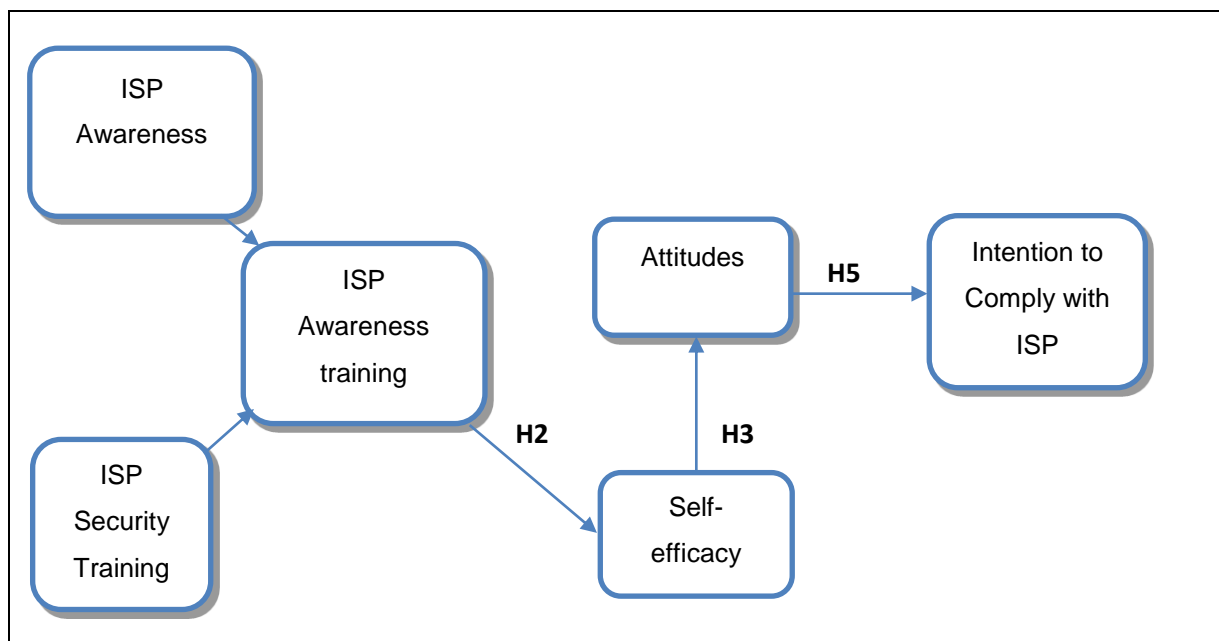 ISP
Awareness
ISP
Awareness
training
ISP
Security
Training
H2
Attitudes
H3
Self-
efficacy
H5
Intention to
Comply with
ISP